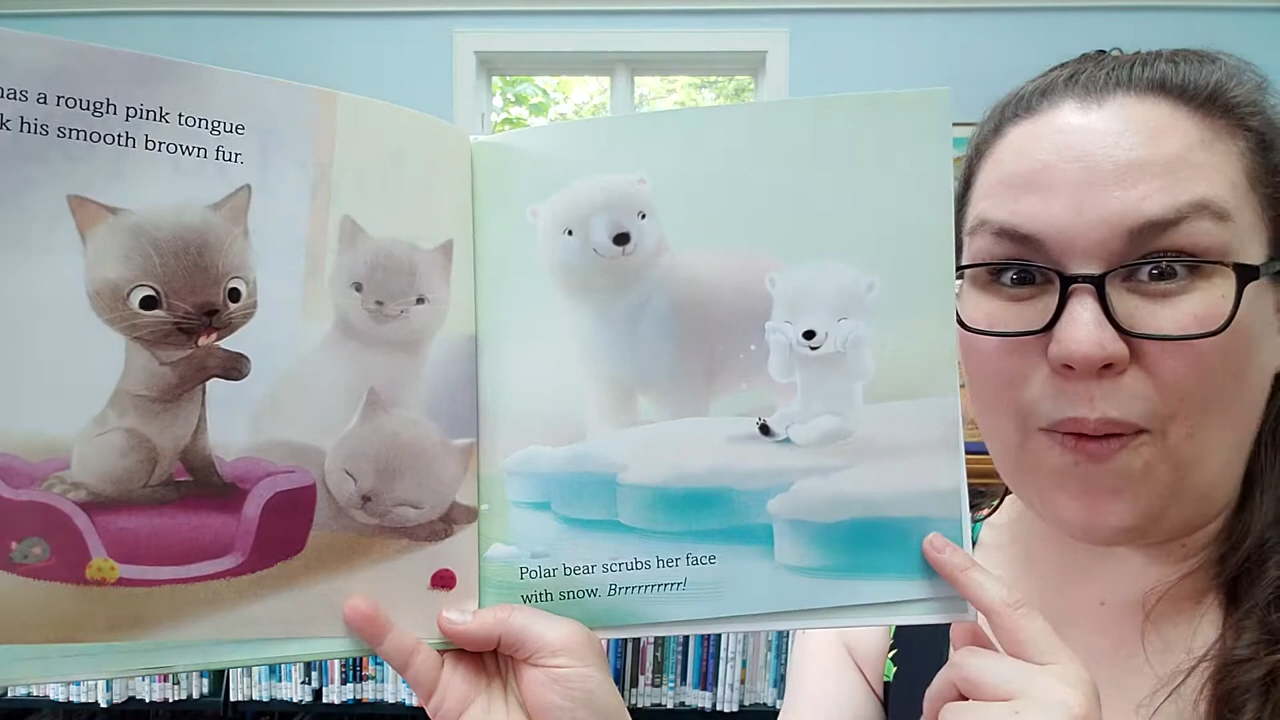 has a rough pink tongue
k his smooth brown fur.
Polar bear scrubs her face
with snow. Brrrrrrrrrr!